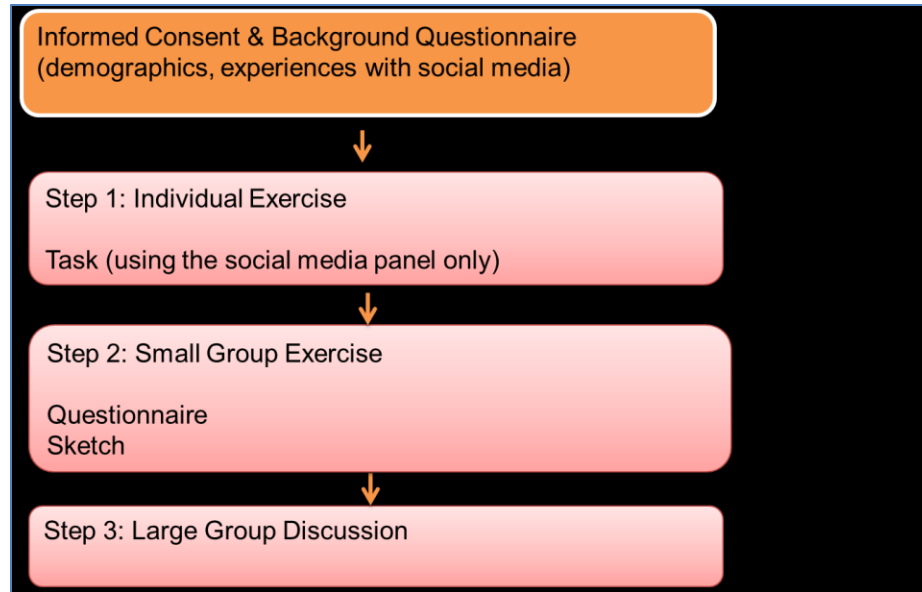 Informed Consent & Background Questionnaire
(demographics, experiences with social media)
Step 1: Individual Exercise
Task (using the social media panel only)
Step 2: Small Group Exercise
Questionnaire
Sketch
Step 3: Large Group Discussion